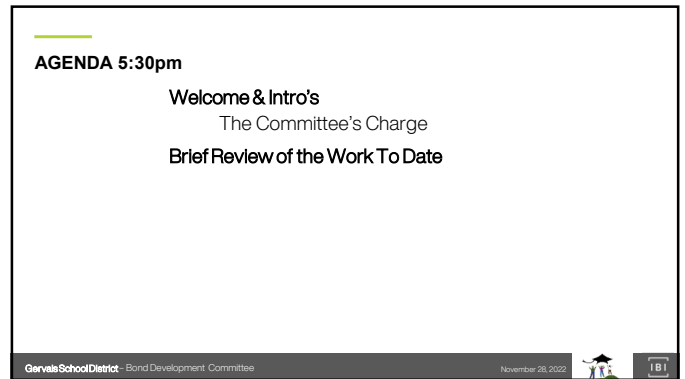 AGENDA 5:30pm
Welcome & Intro's
The Committee's Charge
Brief Review of the Work To Date
Gervais School District - Bond Development Committee
November 28, 2022
IBI